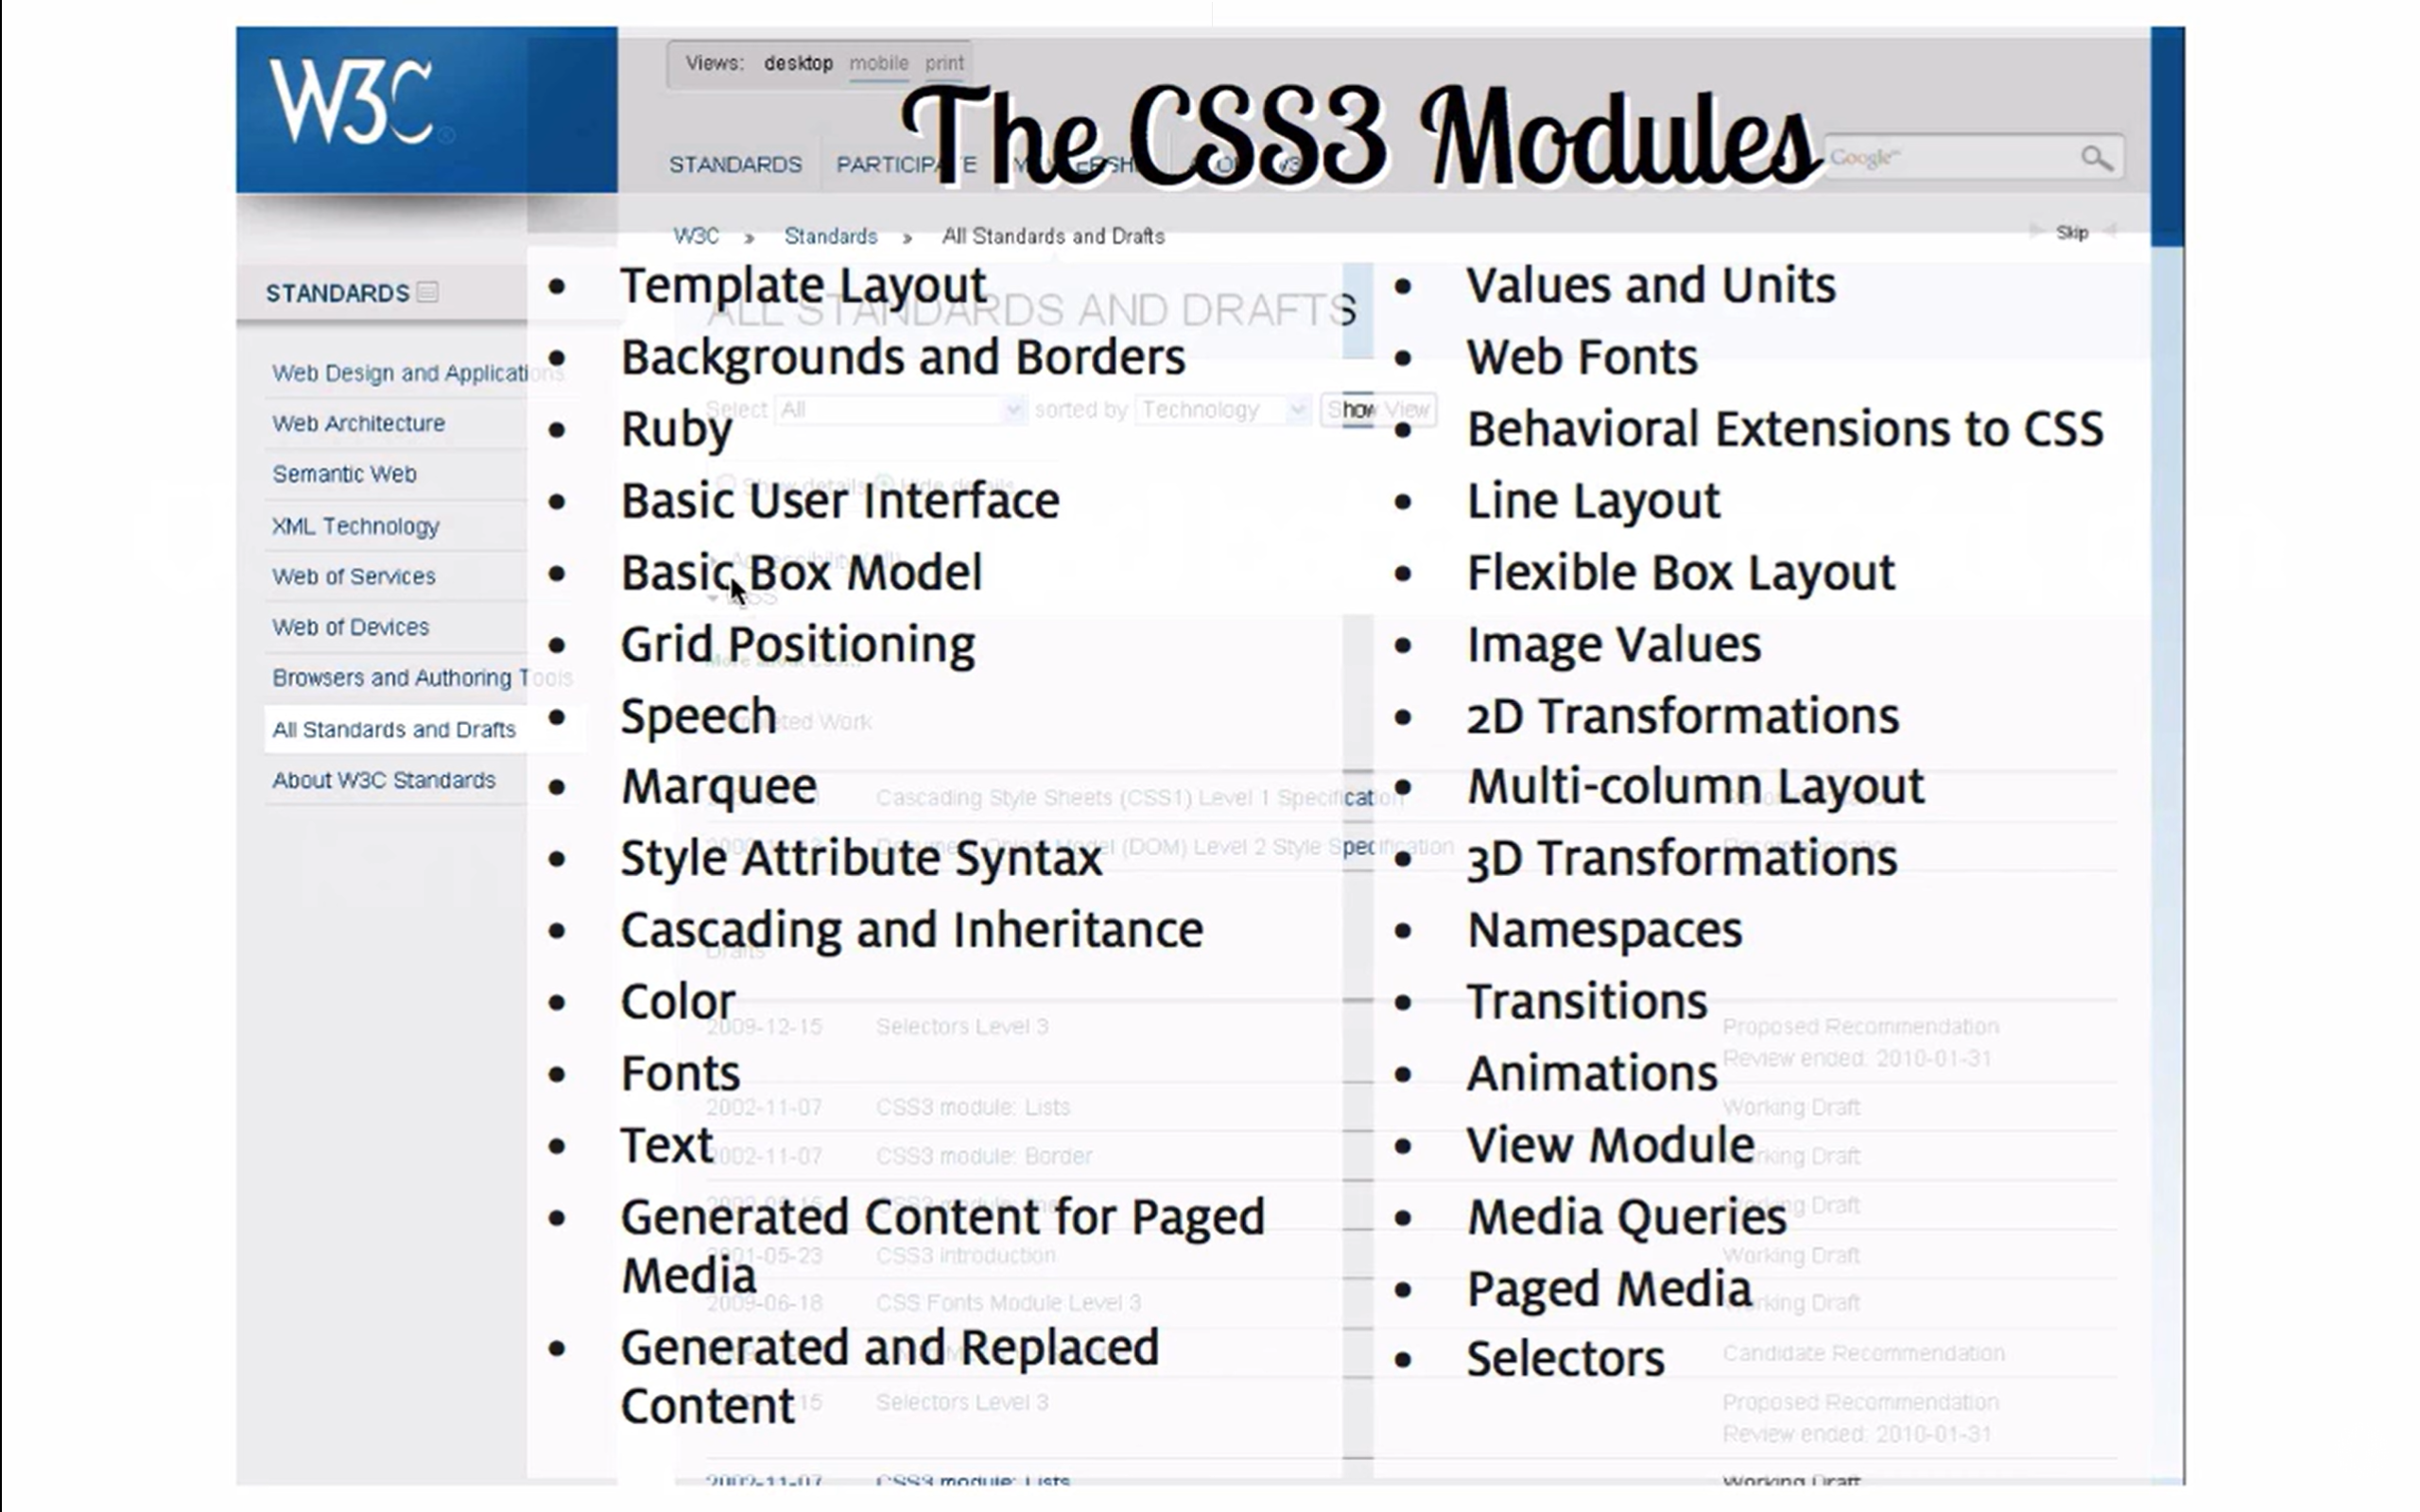 W3C
Views: desktop mobile print
The CSS3 Modules
STANDARDS
Google
W3C » Standards » All Standards and Drafts
Skip
STANDARDS
Web Design and Applications
Web Architecture
Semantic Web
XML Technology
Web of Services
Web of Devices
Browsers and Authoring Tools
All Standards and Drafts
About W3C Standards
ALL STANDARDS AND DRAFTS
Select All sorted by Technology Show View
Show details Hide details
• Template Layout
• Backgrounds and Borders
• Ruby
• Basic User Interface
• Basic Box Model
• Grid Positioning
• Speech
• Marquee
• Style Attribute Syntax
• Cascading and Inheritance
• Color
• Fonts
• Text
• Generated Content for Paged
Media
• Generated and Replaced
Content
• Values and Units
• Web Fonts
• Behavioral Extensions to CSS
• Line Layout
• Flexible Box Layout
• Image Values
• 2D Transformations
• Multi-column Layout
• 3D Transformations
• Namespaces
• Transitions
• Animations
• View Module
• Media Queries
• Paged Media
• Selectors
CSS
Work
Cascading Style Sheets (CSS1) Level 1 Specification
Document Object Model (DOM) Level 2 Style Specification
Drafts
2009-12-15 Selectors Level 3 Proposed Recommendation
Review ended: 2010-01-31
2002-11-07 CSS3 module: Lists Working Draft
2002-11-07 CSS3 module: Border Working Draft
Working Draft
2001-05-23 CSS3 introduction Working Draft
2009-06-18 CSS Fonts Module Level 3 Working Draft
Candidate Recommendation
Selectors Level 3 Proposed Recommendation
Review ended: 2010-01-31
2002-11-07 CSS3 module: Lists Working Draft